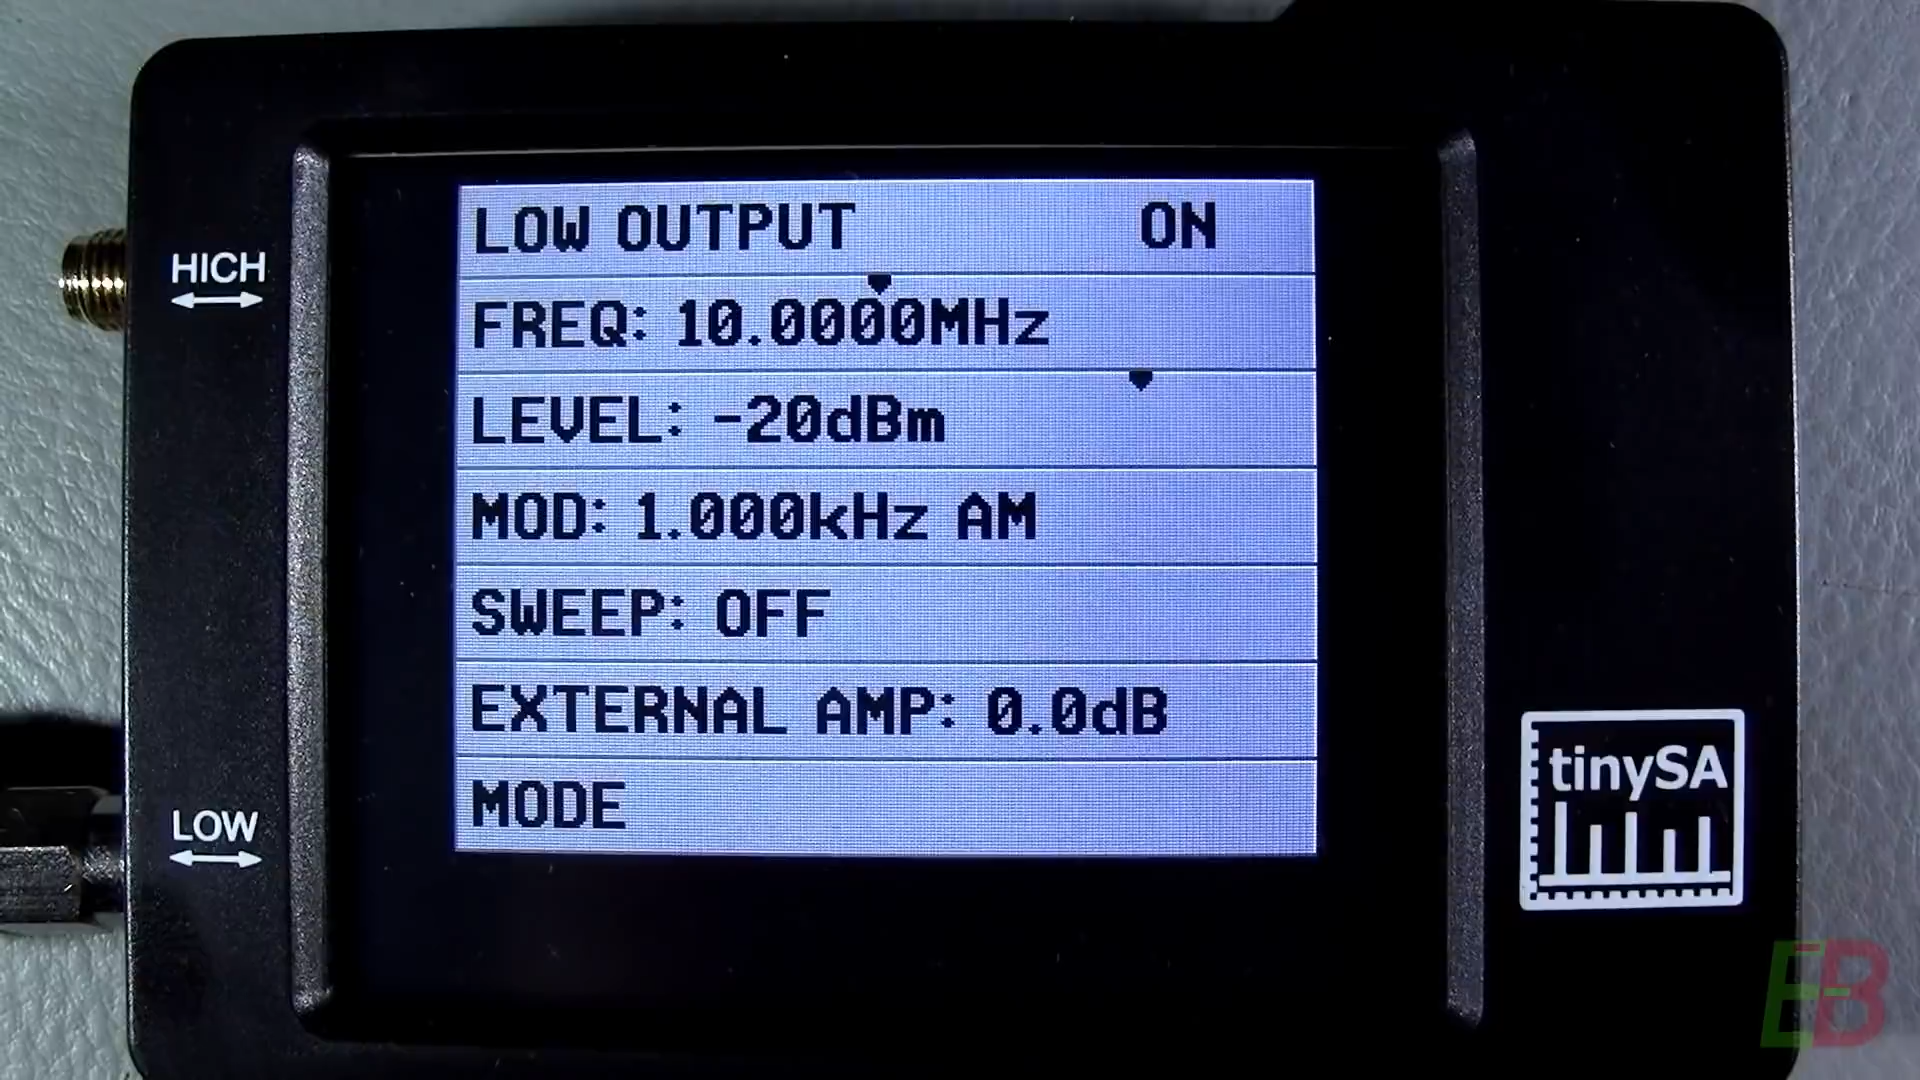 LOW OUTPUT ON
FREQ: 10.0000MHz
LEVEL: -20dBm
MOD: 1.000kHz AM
SWEEP: OFF
EXTERNAL AMP: 0.0dB
MODE
HICH
LOW
tinySA
EB